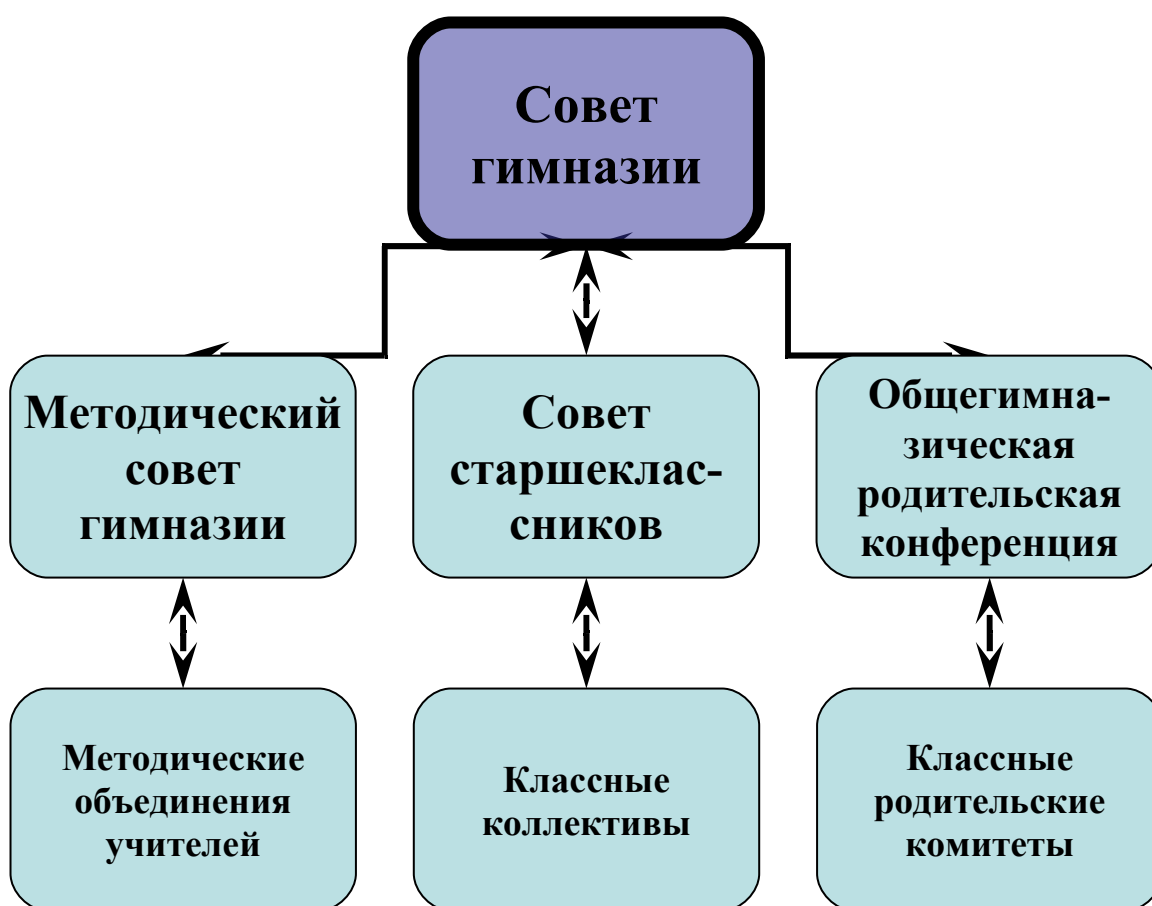 Совет
гимназии
Методический
совет
гимназии
Совет
старшеклас-
сников
Общегимна-
зическая
родительская
конференция
Методические
объединения
учителей
Классные
коллективы
Классные
родительские
комитеты